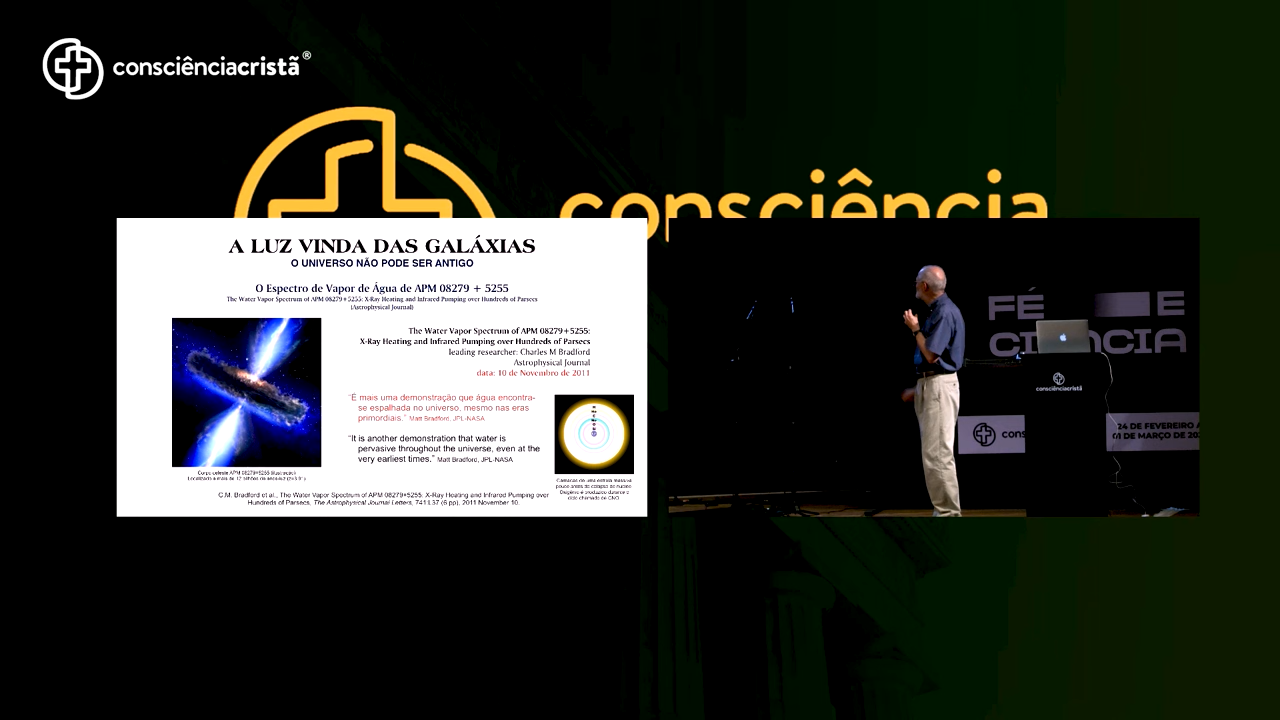 consciênciacristã®
consciência
A LUZ VINDA DAS GALÁXIAS
O UNIVERSO NÃO PODE SER ANTIGO
O Espectro de Vapor de Água de APM 08279 + 5255
The Water Vapor Spectrum of APM 08279+5255: X-Ray Heating and Infrared Pumping over Hundreds of Parsecs
(Astrophysical Journal)
The Water Vapor Spectrum of APM 08279+5255:
X-Ray Heating and Infrared Pumping over Hundreds of Parsecs
leading researcher: Charles M Bradford
Astrophysical Journal
data: 10 de Novembro de 2011
"É mais uma demonstração que água encontra-
se espalhada no universo, mesmo nas eras
primordiais." Matt Bradford, JPL-NASA
"It is another demonstration that water is
pervasive throughout the universe, even at the
very earliest times." Matt Bradford, JPL-NASA
Corpo celeste APM 08279+5255
C.M. Bradford et al., The Water Vapor Spectrum of APM 08279+5255: X-Ray Heating and Infrared Pumping over
Hundreds of Parsecs, The Astrophysical Journal Letters, 741:L37 (6 pp), 2011 November 10.
FÉ E
CIÊNCIA
consciênciacristã
cons
24 DE FEVEREIRO A
01 DE MARÇO DE